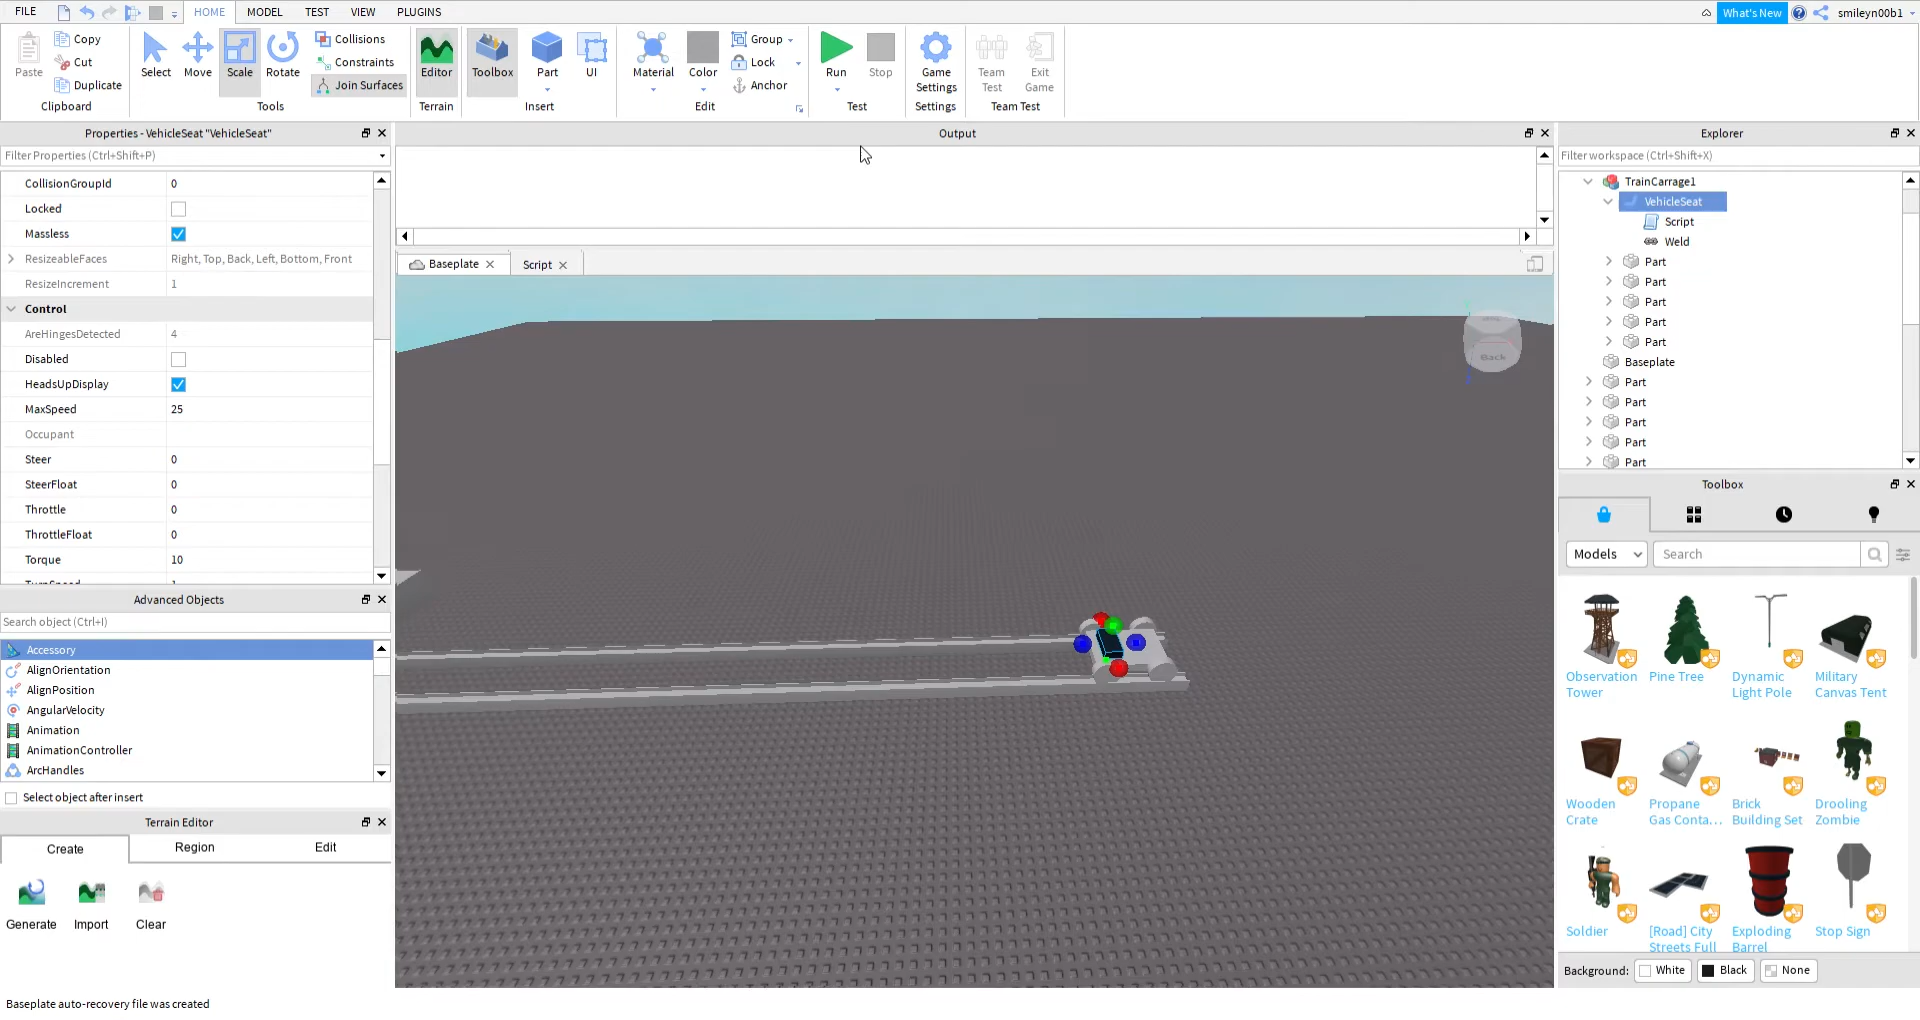 FILE HOME MODEL TEST VIEW PLUGINS What's New smileyn00b1
Paste Copy Cut Duplicate Clipboard
Select Move Scale Rotate Collisions Constraints Join Surfaces Tools
Editor Terrain
Toolbox Part UI Insert
Material Color Group Lock Anchor Edit
Run Stop Test
Game Settings Settings
Team Test Exit Game Team Test
Properties - VehicleSeat "VehicleSeat"
Filter Properties (Ctrl+Shift+P)
CollisionGroupId 0
Locked
Massless
ResizeableFaces Right, Top, Back, Left, Bottom, Front
ResizeIncrement 1
Control
AreHingesDetected 4
Disabled
HeadsUpDisplay
MaxSpeed 25
Occupant
Steer 0
SteerFloat 0
Throttle 0
ThrottleFloat 0
Torque 10
TurnSpeed 1
Advanced Objects
Search object (Ctrl+I)
Accessory
AlignOrientation
AlignPosition
AngularVelocity
Animation
AnimationController
ArcHandles
Select object after insert
Terrain Editor
Create Region Edit
Generate Import Clear
Baseplate auto-recovery file was created
Output
Baseplate Script
Back
Explorer
Filter workspace (Ctrl+Shift+X)
TrainCarrage1
VehicleSeat
Script
Weld
Part
Part
Part
Part
Part
Baseplate
Part
Part
Part
Part
Part
Toolbox
Models Search
Observation Tower
Pine Tree
Dynamic Light Pole
Military Canvas Tent
Wooden Crate
Propane Gas Conta...
Brick Building Set
Drooling Zombie
Soldier
[Road] City Streets Full
Exploding Barrel
Stop Sign
Background: White Black None